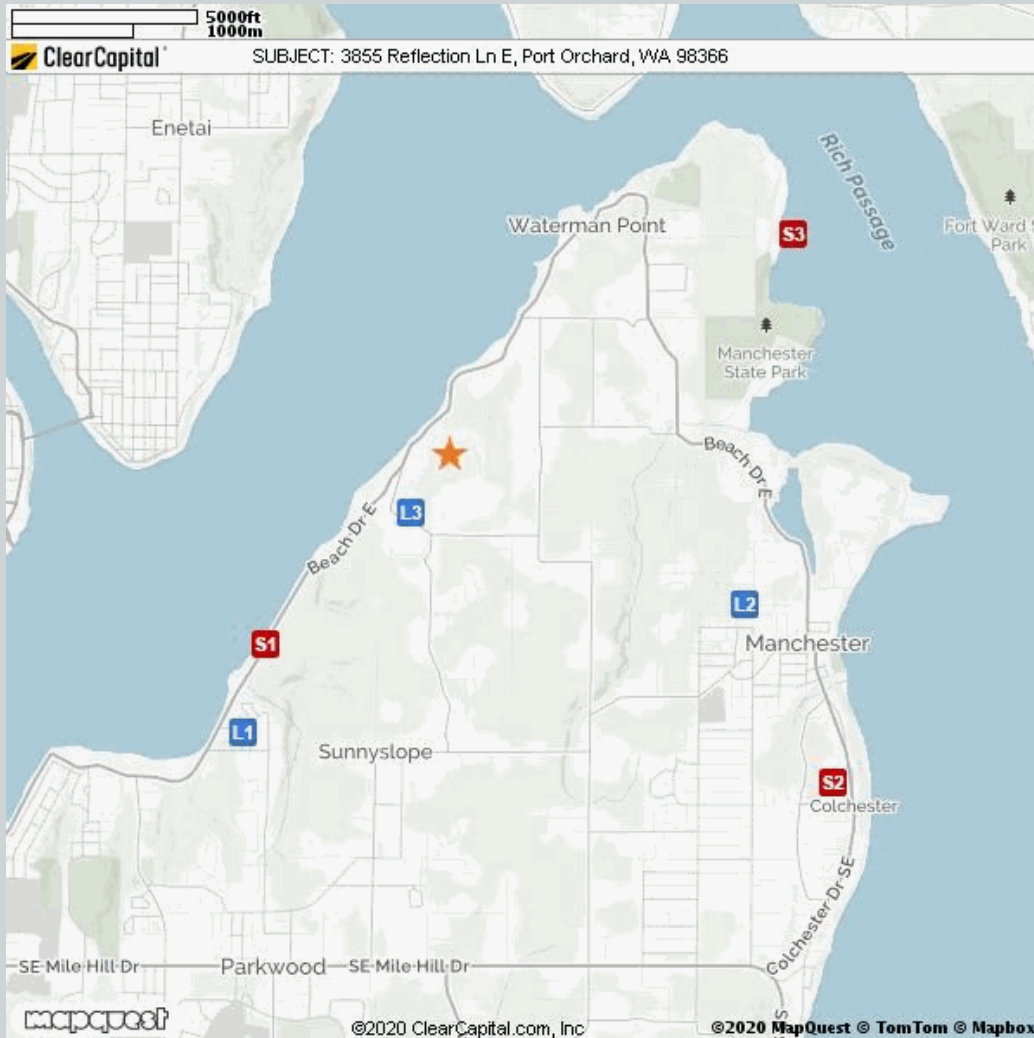 5000ft
1000m
ClearCapital
SUBJECT: 3855 Reflection Ln E, Port Orchard, WA 98366
Enetai
Rich Passage
Waterman Point
S3
Fort Ward S
Park
Manchester
State Park
Beach Dr E
L3
Beach Dr E
L2
S1
Manchester
L1
Sunnyslope
S2
Colchester
Colchester Dr SE
SE Mile Hill Dr
Parkwood
SE Mile Hill Dr
mapquest
©2020 ClearCapital.com, Inc
©2020 MapQuest © TomTom © Mapbox